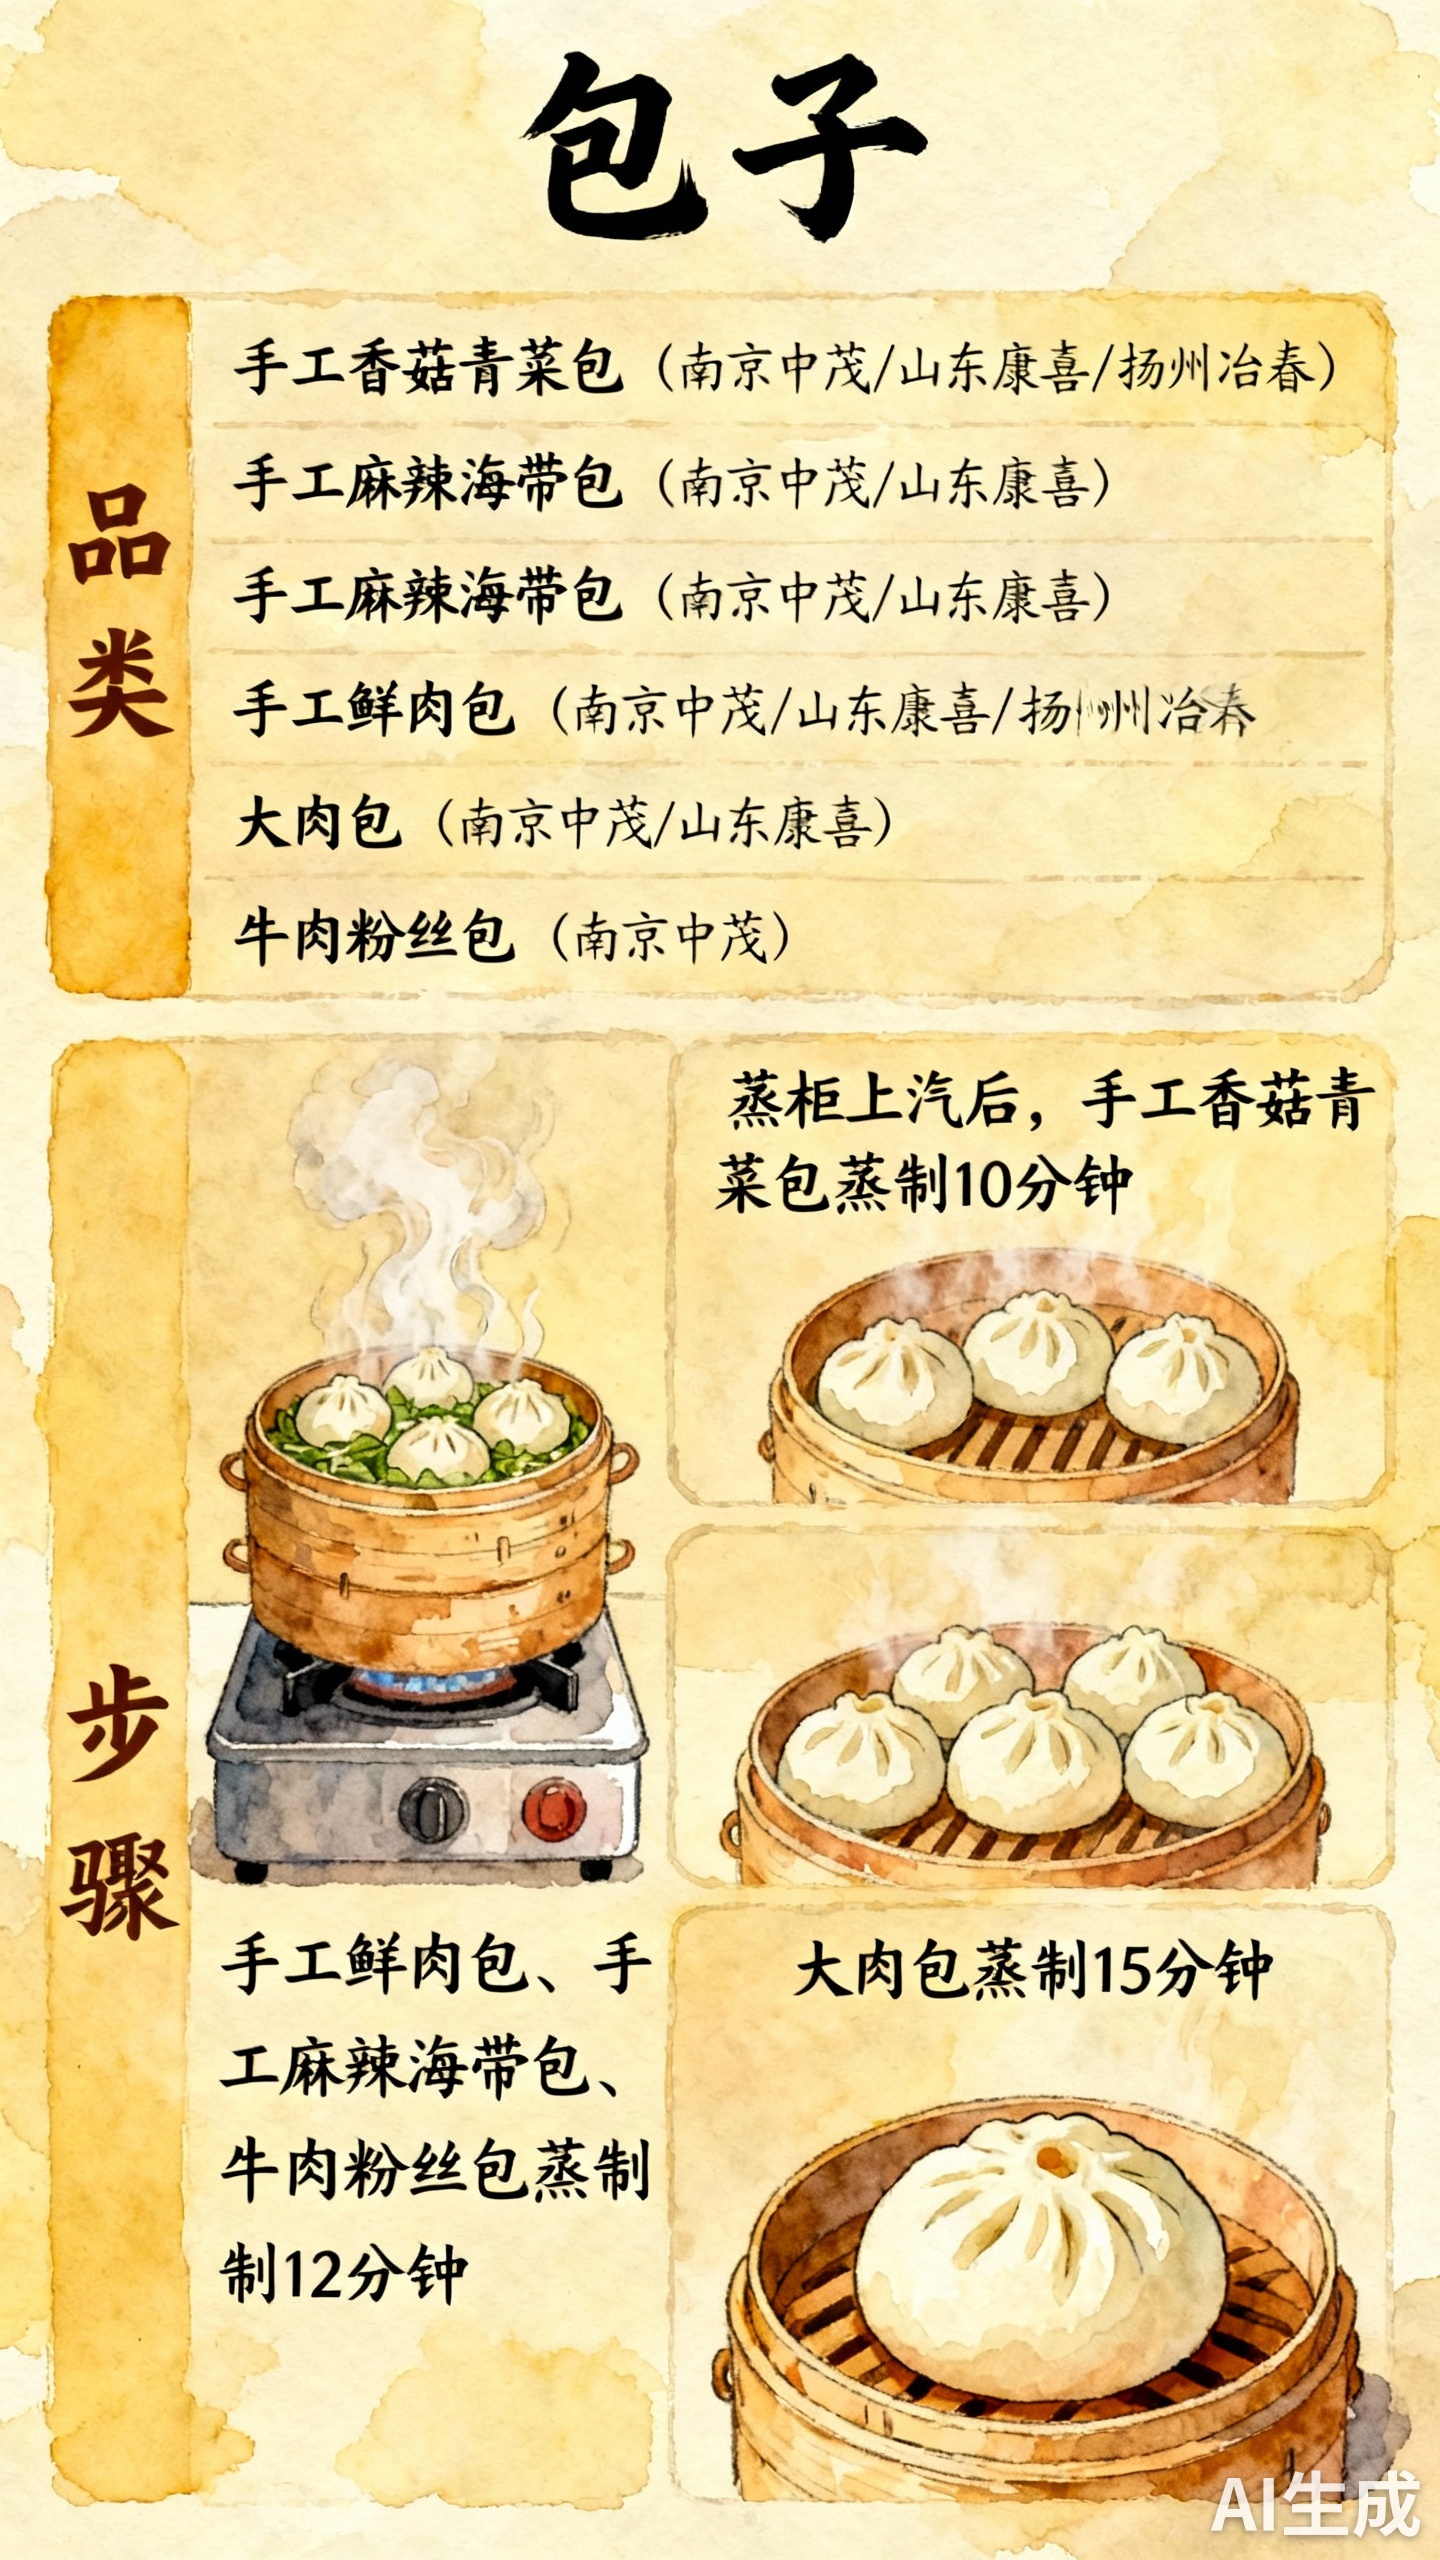 包子
品类
手工香菇青菜包（南京中茂/山东康喜/扬州冶春）
手工麻辣海带包（南京中茂/山东康喜）
手工麻辣海带包（南京中茂/山东康喜）
手工鲜肉包（南京中茂/山东康喜/扬州冶春
大肉包（南京中茂/山东康喜）
牛肉粉丝包（南京中茂）
步骤
蒸柜上汽后，手工香菇青
菜包蒸制10分钟
手工鲜肉包、手
工麻辣海带包、
牛肉粉丝包蒸制
制12分钟
大肉包蒸制15分钟
AI生成